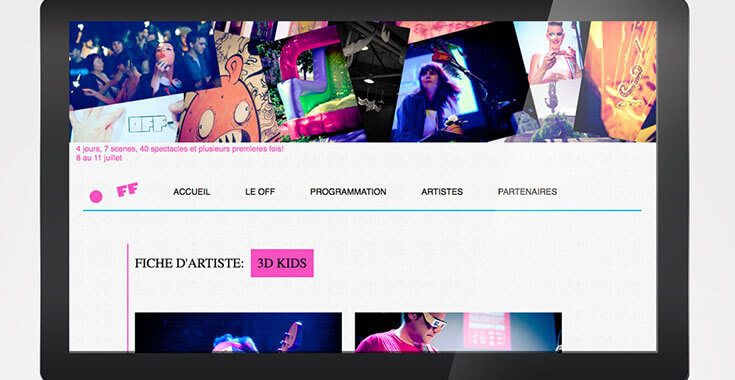 OFF
4 jours, 7 scenes, 40 spectacles et plusieurs premieres fois!
8 au 11 juillet
FF
ACCUEIL LE OFF PROGRAMMATION ARTISTES PARTENAIRES
FICHE D'ARTISTE: 3D KIDS